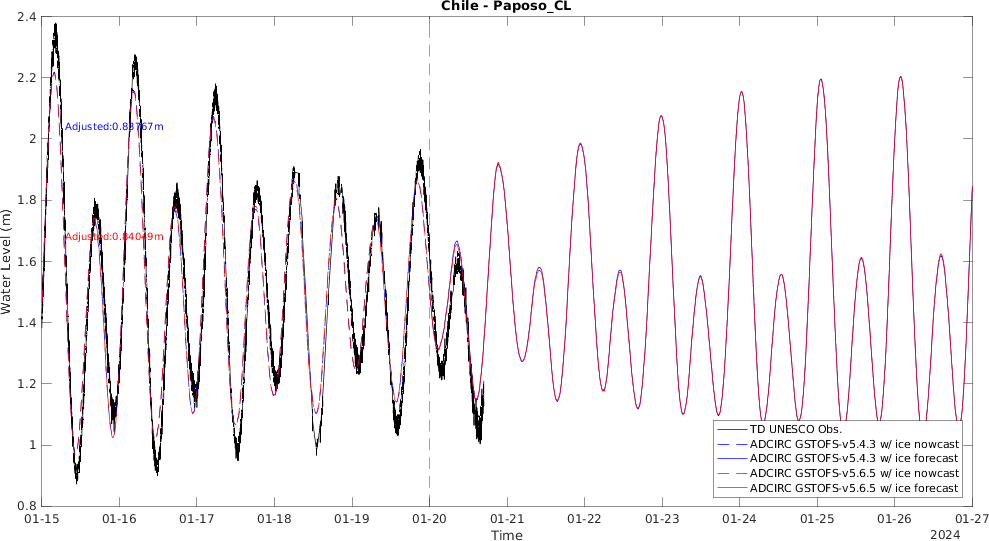 Chile - Paposo_CL
2.4
2.2
2
1.8
1.6
1.4
1.2
1
0.8
Water Level (m)
Adjusted:0.83767m
Adjusted:0.84049m
TD UNESCO Obs.
ADCIRC GSTOFS-v5.4.3 w/ ice nowcast
ADCIRC GSTOFS-v5.4.3 w/ ice forecast
ADCIRC GSTOFS-v5.6.5 w/ ice nowcast
ADCIRC GSTOFS-v5.6.5 w/ ice forecast
01-15 01-16 01-17 01-18 01-19 01-20 01-21 01-22 01-23 01-24 01-25 01-26 01-27
Time
2024